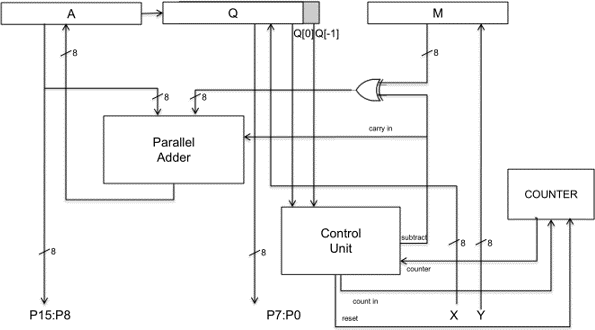 A Q M
Q[0] Q[-1]
8 8
8 8
Parallel
Adder
carry in
COUNTER
Control
Unit
subtract
8 8 8 8
counter
count in
P15:P8 P7:P0 X Y
reset